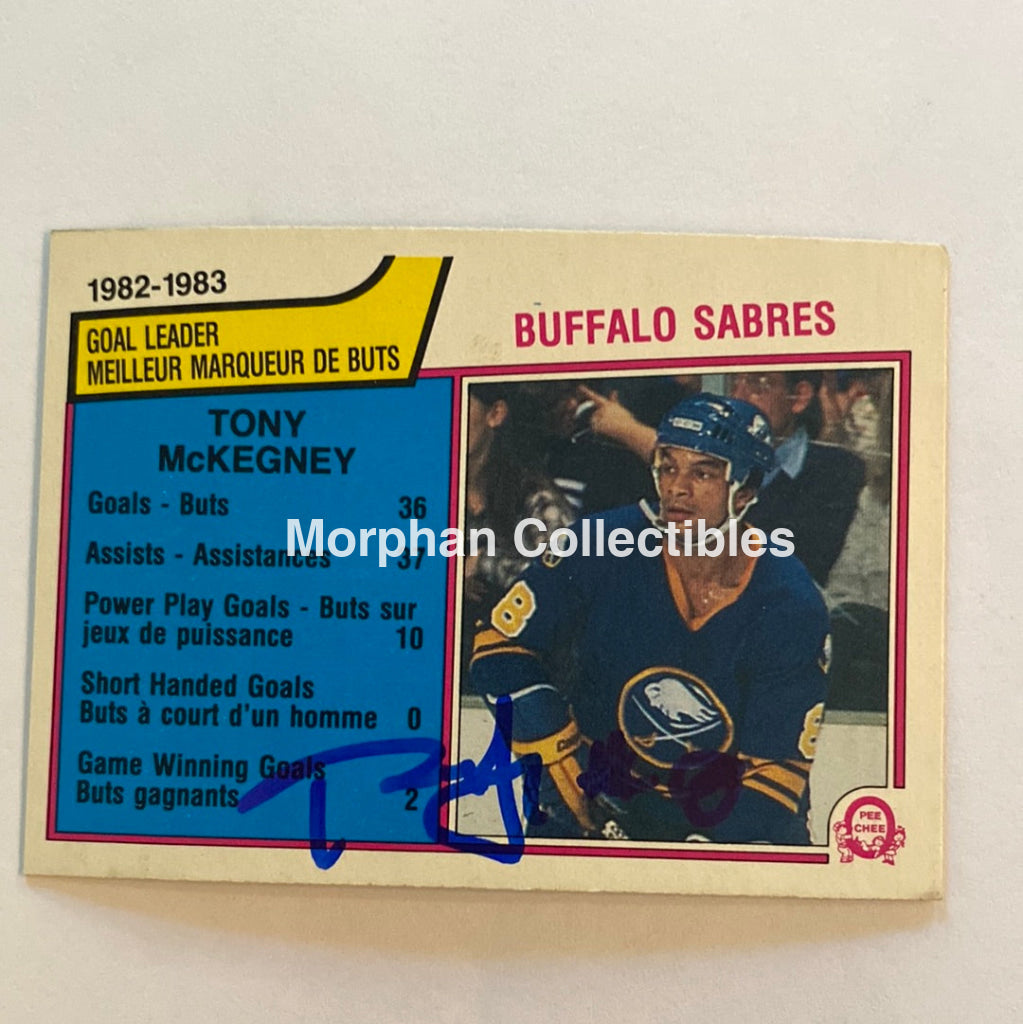 1982-1983
GOAL LEADER
MEILLEUR MARQUEUR DE BUTS
BUFFALO SABRES
TONY
McKEGNEY
Goals - Buts 36
Assists - Assistances 37
Power Play Goals - Buts sur
jeux de puissance 10
Short Handed Goals
Buts à court d'un homme 0
Game Winning Goals
Buts gagnants 2
Morphan Collectibles
8
8
PEE
CHEE